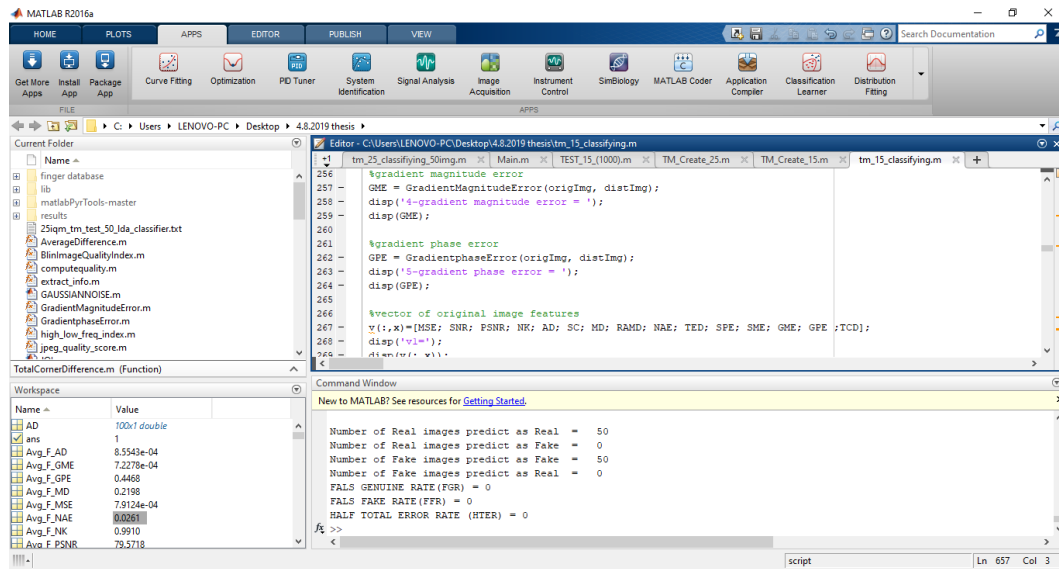 MATLAB R2016a
HOME PLOTS APPS EDITOR PUBLISH VIEW
Search Documentation
Get More Apps
Install App
Package App
Curve Fitting
Optimization
PID Tuner
System Identification
Signal Analysis
Image Acquisition
Instrument Control
SimBiology
MATLAB Coder
Application Compiler
Classification Learner
Distribution Fitting
FILE
APPS
C: Users LENOVO-PC Desktop 4.8.2019 thesis
Current Folder
Name
finger database
lib
matlabPyrTools-master
results
25iqm_tm_test_50_lda_classifier.txt
AverageDifference.m
BlinImageQualityIndex.m
computequality.m
extract_info.m
GAUSSIANNOISE.m
GradientMagnitudeError.m
GradientphaseError.m
high_low_freq_index.m
jpeg_quality_score.m
TotalCornerDifference.m (Function)
Workspace
Name Value
AD 100x1 double
ans 1
Avg_F_AD 8.5543e-04
Avg_F_GME 7.2278e-04
Avg_F_GPE 0.4468
Avg_F_MD 0.2198
Avg_F_MSE 7.9124e-04
Avg_F_NAE 0.0261
Avg_F_NK 0.9910
Avg_F_PSNR 79.5718
Editor - C:\Users\LENOVO-PC\Desktop\4.8.2019 thesis\tm_15_classifying.m
+1 tm_25_classifiying_50img.m Main.m TEST_15_(1000).m TM_Create_25.m TM_Create_15.m tm_15_classifying.m
256 %gradient magnitude error
257 - GME = GradientMagnitudeError(origImg, distImg);
258 - disp('4-gradient magnitude error = ');
259 - disp(GME);
260
261 %gradient phase error
262 - GPE = GradientphaseError(origImg, distImg);
263 - disp('5-gradient phase error = ');
264 - disp(GPE);
265
266 %vector of original image features
267 - v(:,x)=[MSE; SNR; PSNR; NK; AD; SC; MD; RAMD; NAE; TED; SPE; SME; GME; GPE ;TCD];
268 - disp('v1=');
269 - disp(v(:,x));
Command Window
New to MATLAB? See resources for Getting Started.
Number of Real images predict as Real = 50
Number of Real images predict as Fake = 0
Number of Fake images predict as Fake = 50
Number of Fake images predict as Real = 0
FALS GENUINE RATE(FGR) = 0
FALS FAKE RATE(FFR) = 0
HALF TOTAL ERROR RATE (HTER) = 0
fx >>
script Ln 657 Col 3